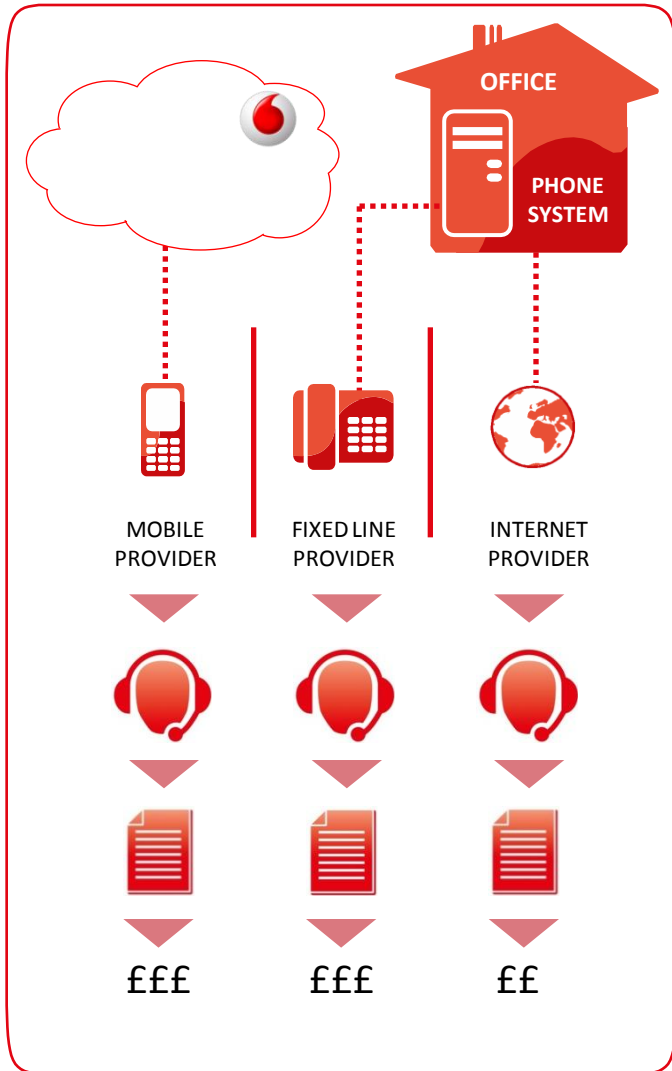 OFFICE
PHONE
SYSTEM
MOBILE
PROVIDER
FIXED LINE
PROVIDER
INTERNET
PROVIDER
£££
£££
££